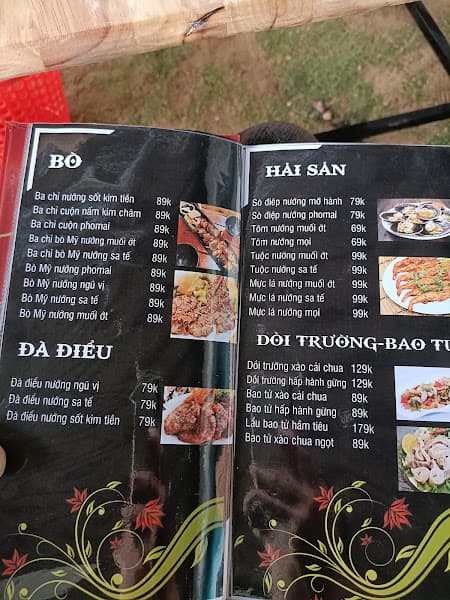 BÒ
Ba chỉ nướng sốt kim tiền 89k
Ba chỉ cuộn nấm kim châm 89k
Ba chỉ cuộn phomai 89k
Ba chỉ bò Mỹ nướng muối ớt 89k
Ba chỉ bò Mỹ nướng sa tế 89k
Bò Mỹ nướng phomai 89k
Bò Mỹ nướng ngũ vị 89k
Bò Mỹ nướng sa tế 89k
Bò Mỹ nướng muối ớt 89k
ĐÀ ĐIỂU
Đà điểu nướng ngũ vị 79k
Đà điểu nướng sa tế 79k
Đà điểu nướng sốt kim tiền 79k
HẢI SẢN
Sò điệp nướng mỡ hành 79k
Sò điệp nướng phomai 79k
Tôm nướng muối ớt 69k
Tôm nướng mọi 69k
Tuộc nướng muối ớt 99k
Tuộc nướng sa tế 99k
Mực lá nướng muối ớt 99k
Mực lá nướng sa tế 99k
Mực lá nướng mọi 99k
DỒI TRƯỜNG-BAO TỬ
Dồi trường xào cải chua 129k
Dồi trường hấp hành gừng 129k
Bao tử xào cải chua 89k
Bao tử hấp hành gừng 89k
Lẩu bao tử hầm tiêu 179k
Bao tử xào chua ngọt 89k